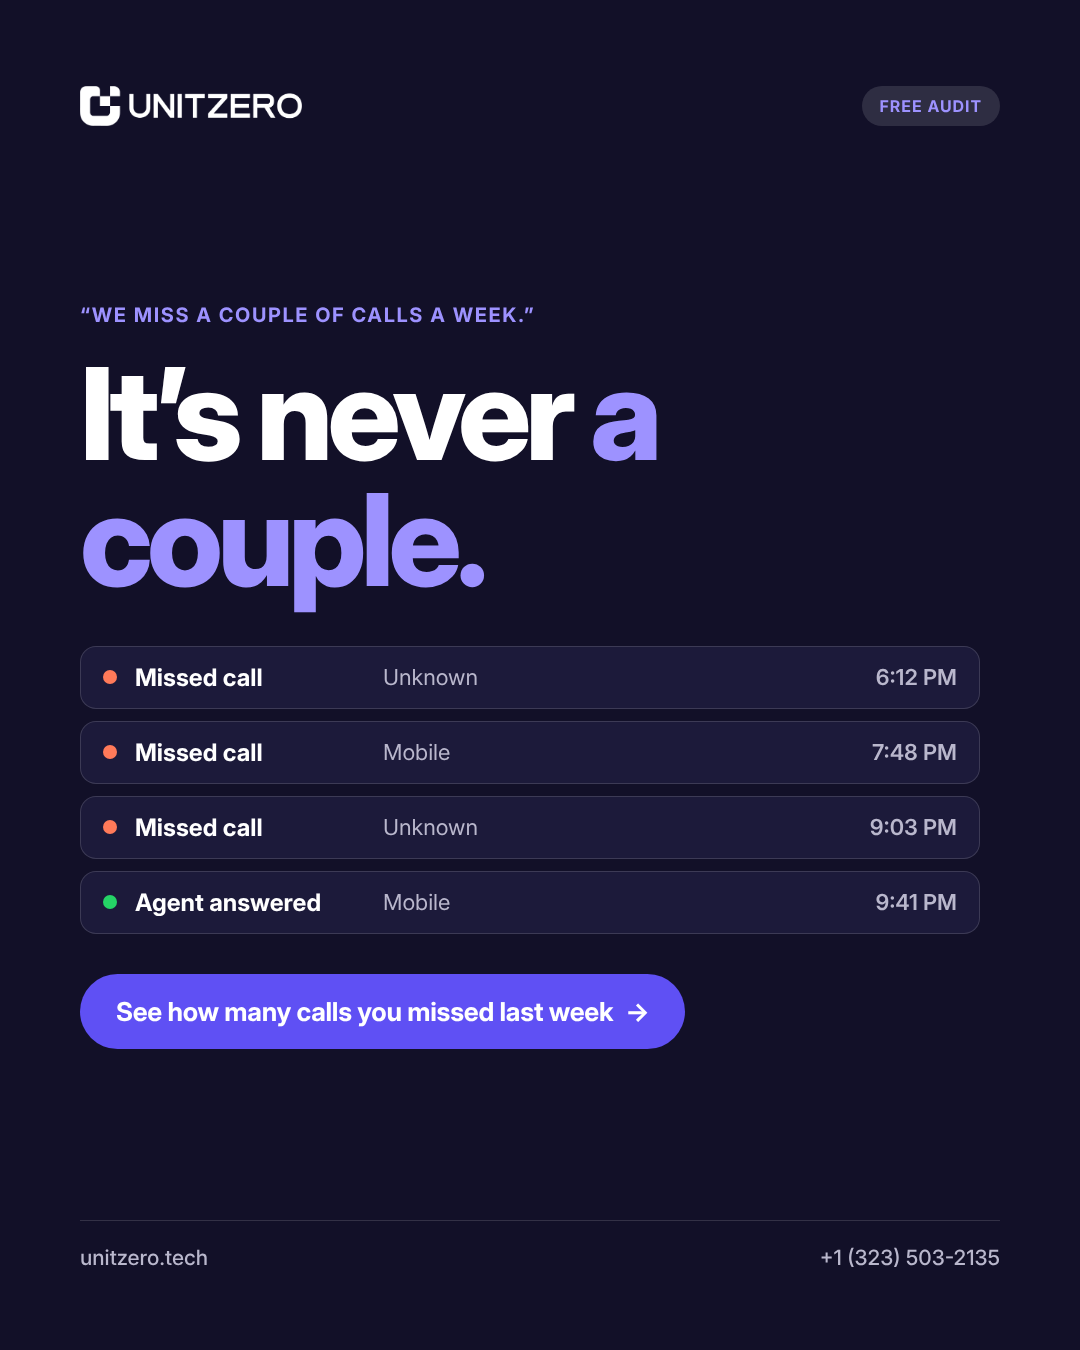 UNITZERO
FREE AUDIT
“WE MISS A COUPLE OF CALLS A WEEK.”
It’s never a
couple.
Missed call Unknown 6:12 PM
Missed call Mobile 7:48 PM
Missed call Unknown 9:03 PM
Agent answered Mobile 9:41 PM
See how many calls you missed last week →
unitzero.tech +1 (323) 503-2135